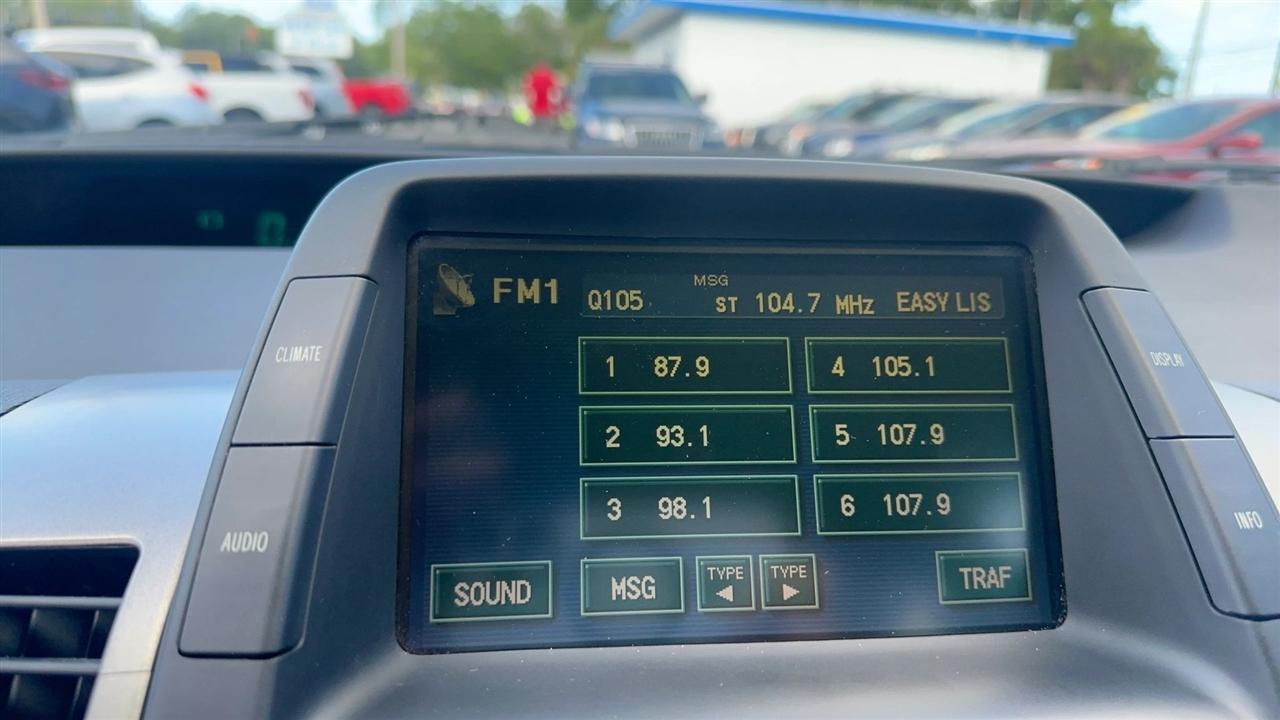 FM1
MSG
Q105 ST 104.7 MHz EASY LIS
1 87.9
4 105.1
2 93.1
5 107.9
3 98.1
6 107.9
SOUND
MSG
TYPE ◀
TYPE ▶
TRAF
CLIMATE
AUDIO
DISPLAY
INFO
0